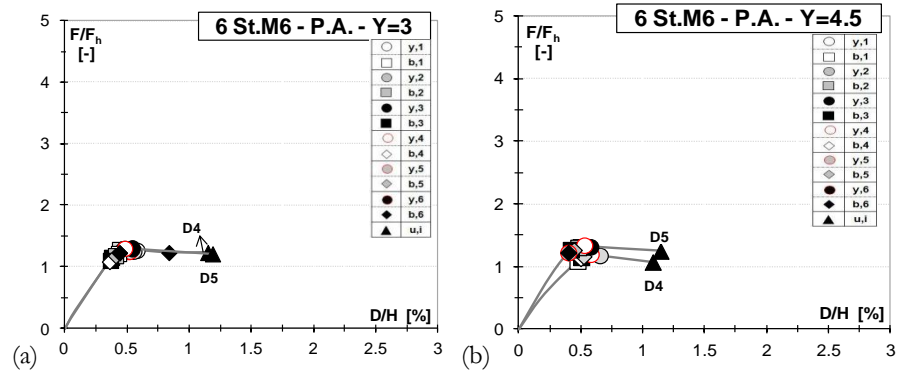 6 St.M6 - P.A. - Y=3
F/Fh
[-]
y,1
b,1
y,2
b,2
y,3
b,3
y,4
b,4
y,5
b,5
y,6
b,6
u,i
5
4
3
2
1
0
D4
D5
D/H [%]
0 0.5 1 1.5 2 2.5 3
(a)
6 St.M6 - P.A. - Y=4.5
F/Fh
[-]
y,1
b,1
y,2
b,2
y,3
b,3
y,4
b,4
y,5
b,5
y,6
b,6
u,i
5
4
3
2
1
0
D5
D4
D/H [%]
0 0.5 1 1.5 2 2.5 3
(b)